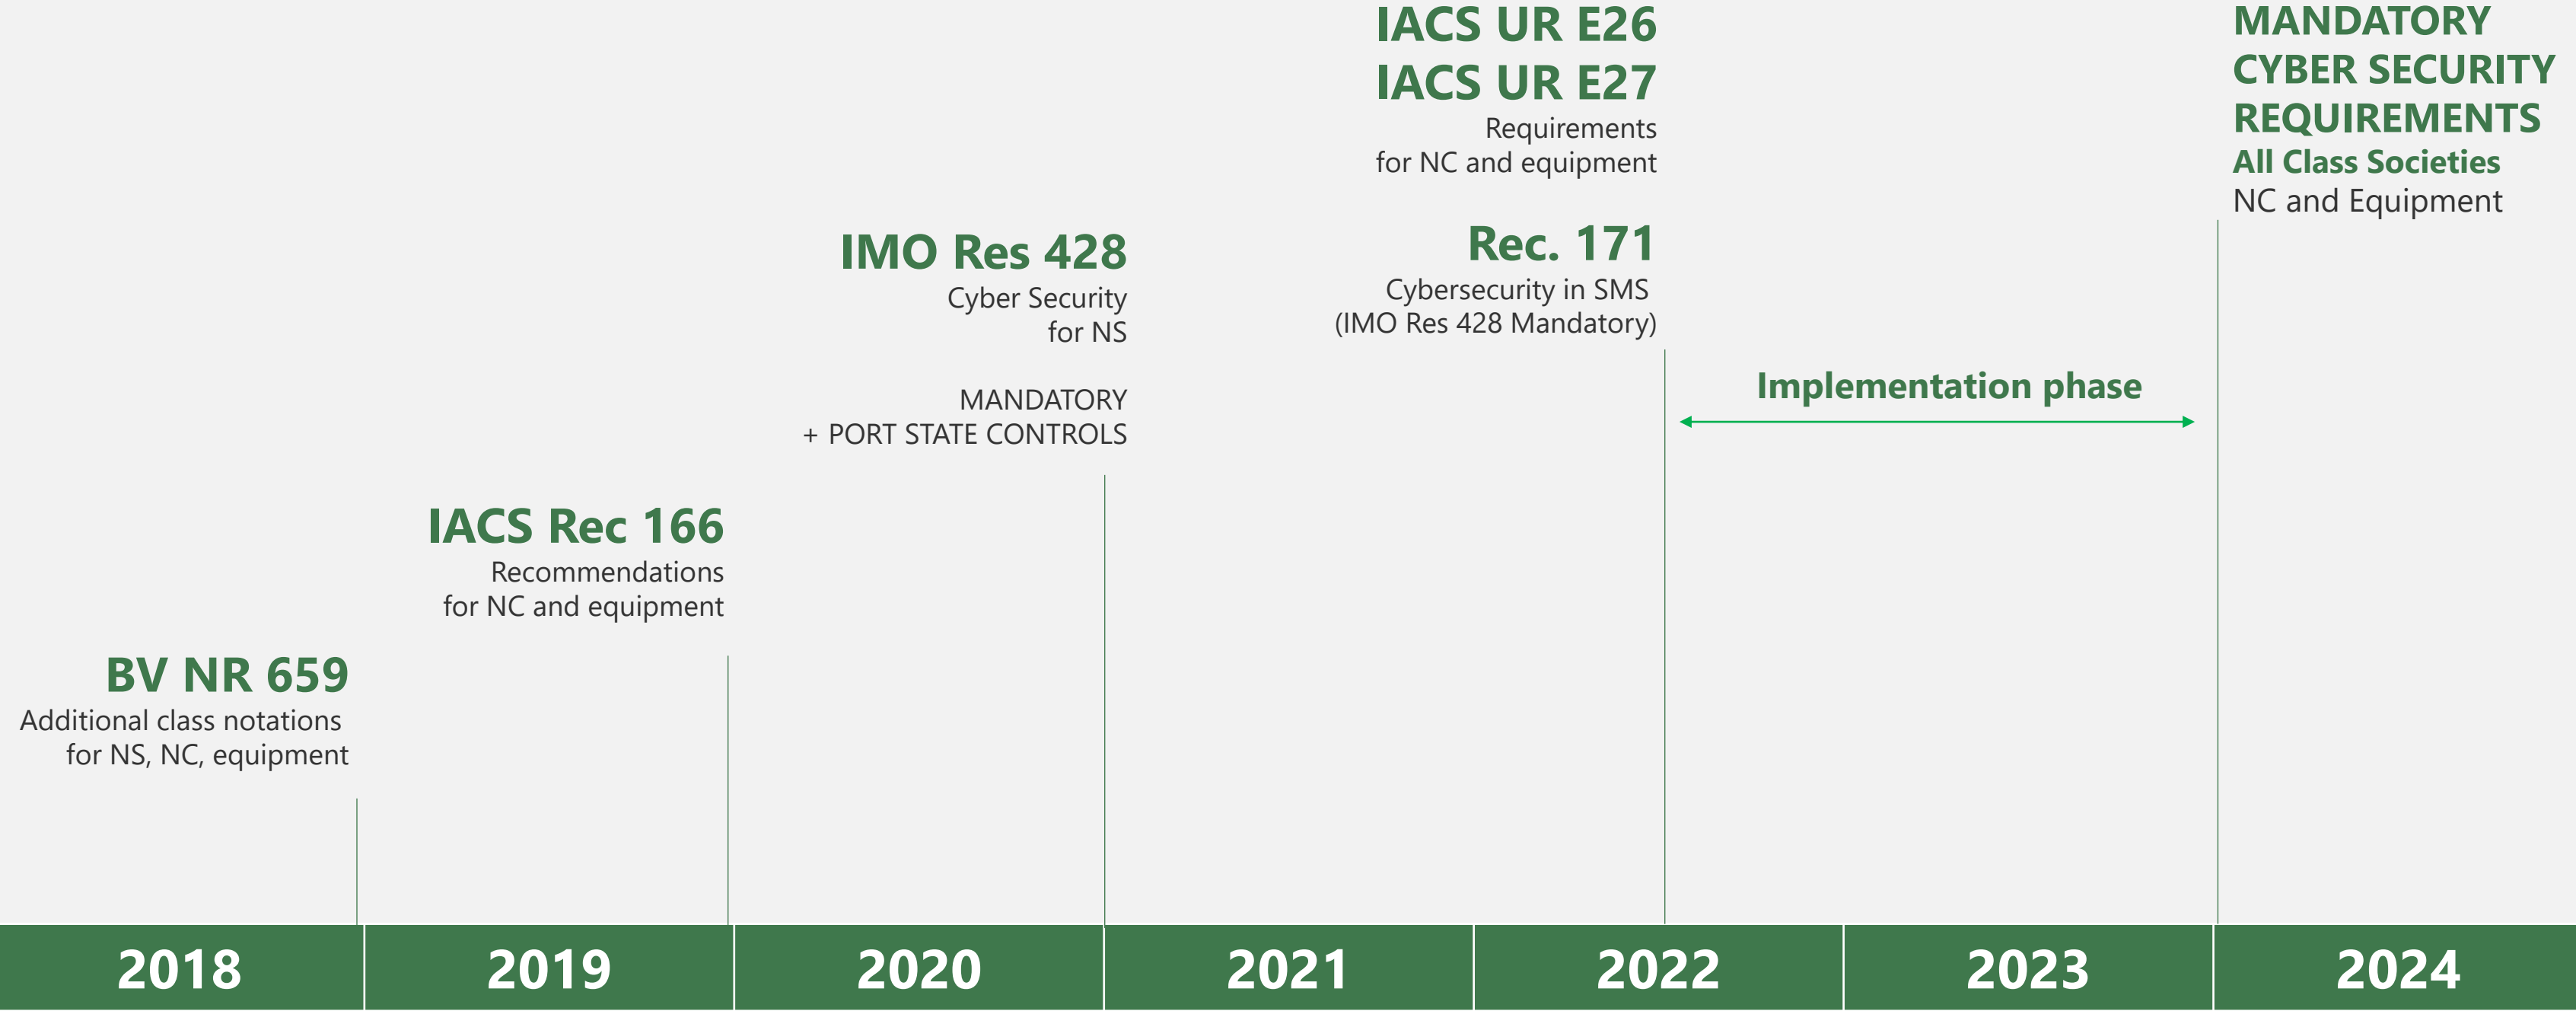 IACS UR E26
IACS UR E27
Requirements
for NC and equipment
MANDATORY
CYBER SECURITY
REQUIREMENTS
All Class Societies
NC and Equipment
IMO Res 428
Cyber Security
for NS
MANDATORY
+ PORT STATE CONTROLS
Rec. 171
Cybersecurity in SMS
(IMO Res 428 Mandatory)
Implementation phase
IACS Rec 166
Recommendations
for NC and equipment
BV NR 659
Additional class notations
for NS, NC, equipment
2018
2019
2020
2021
2022
2023
2024